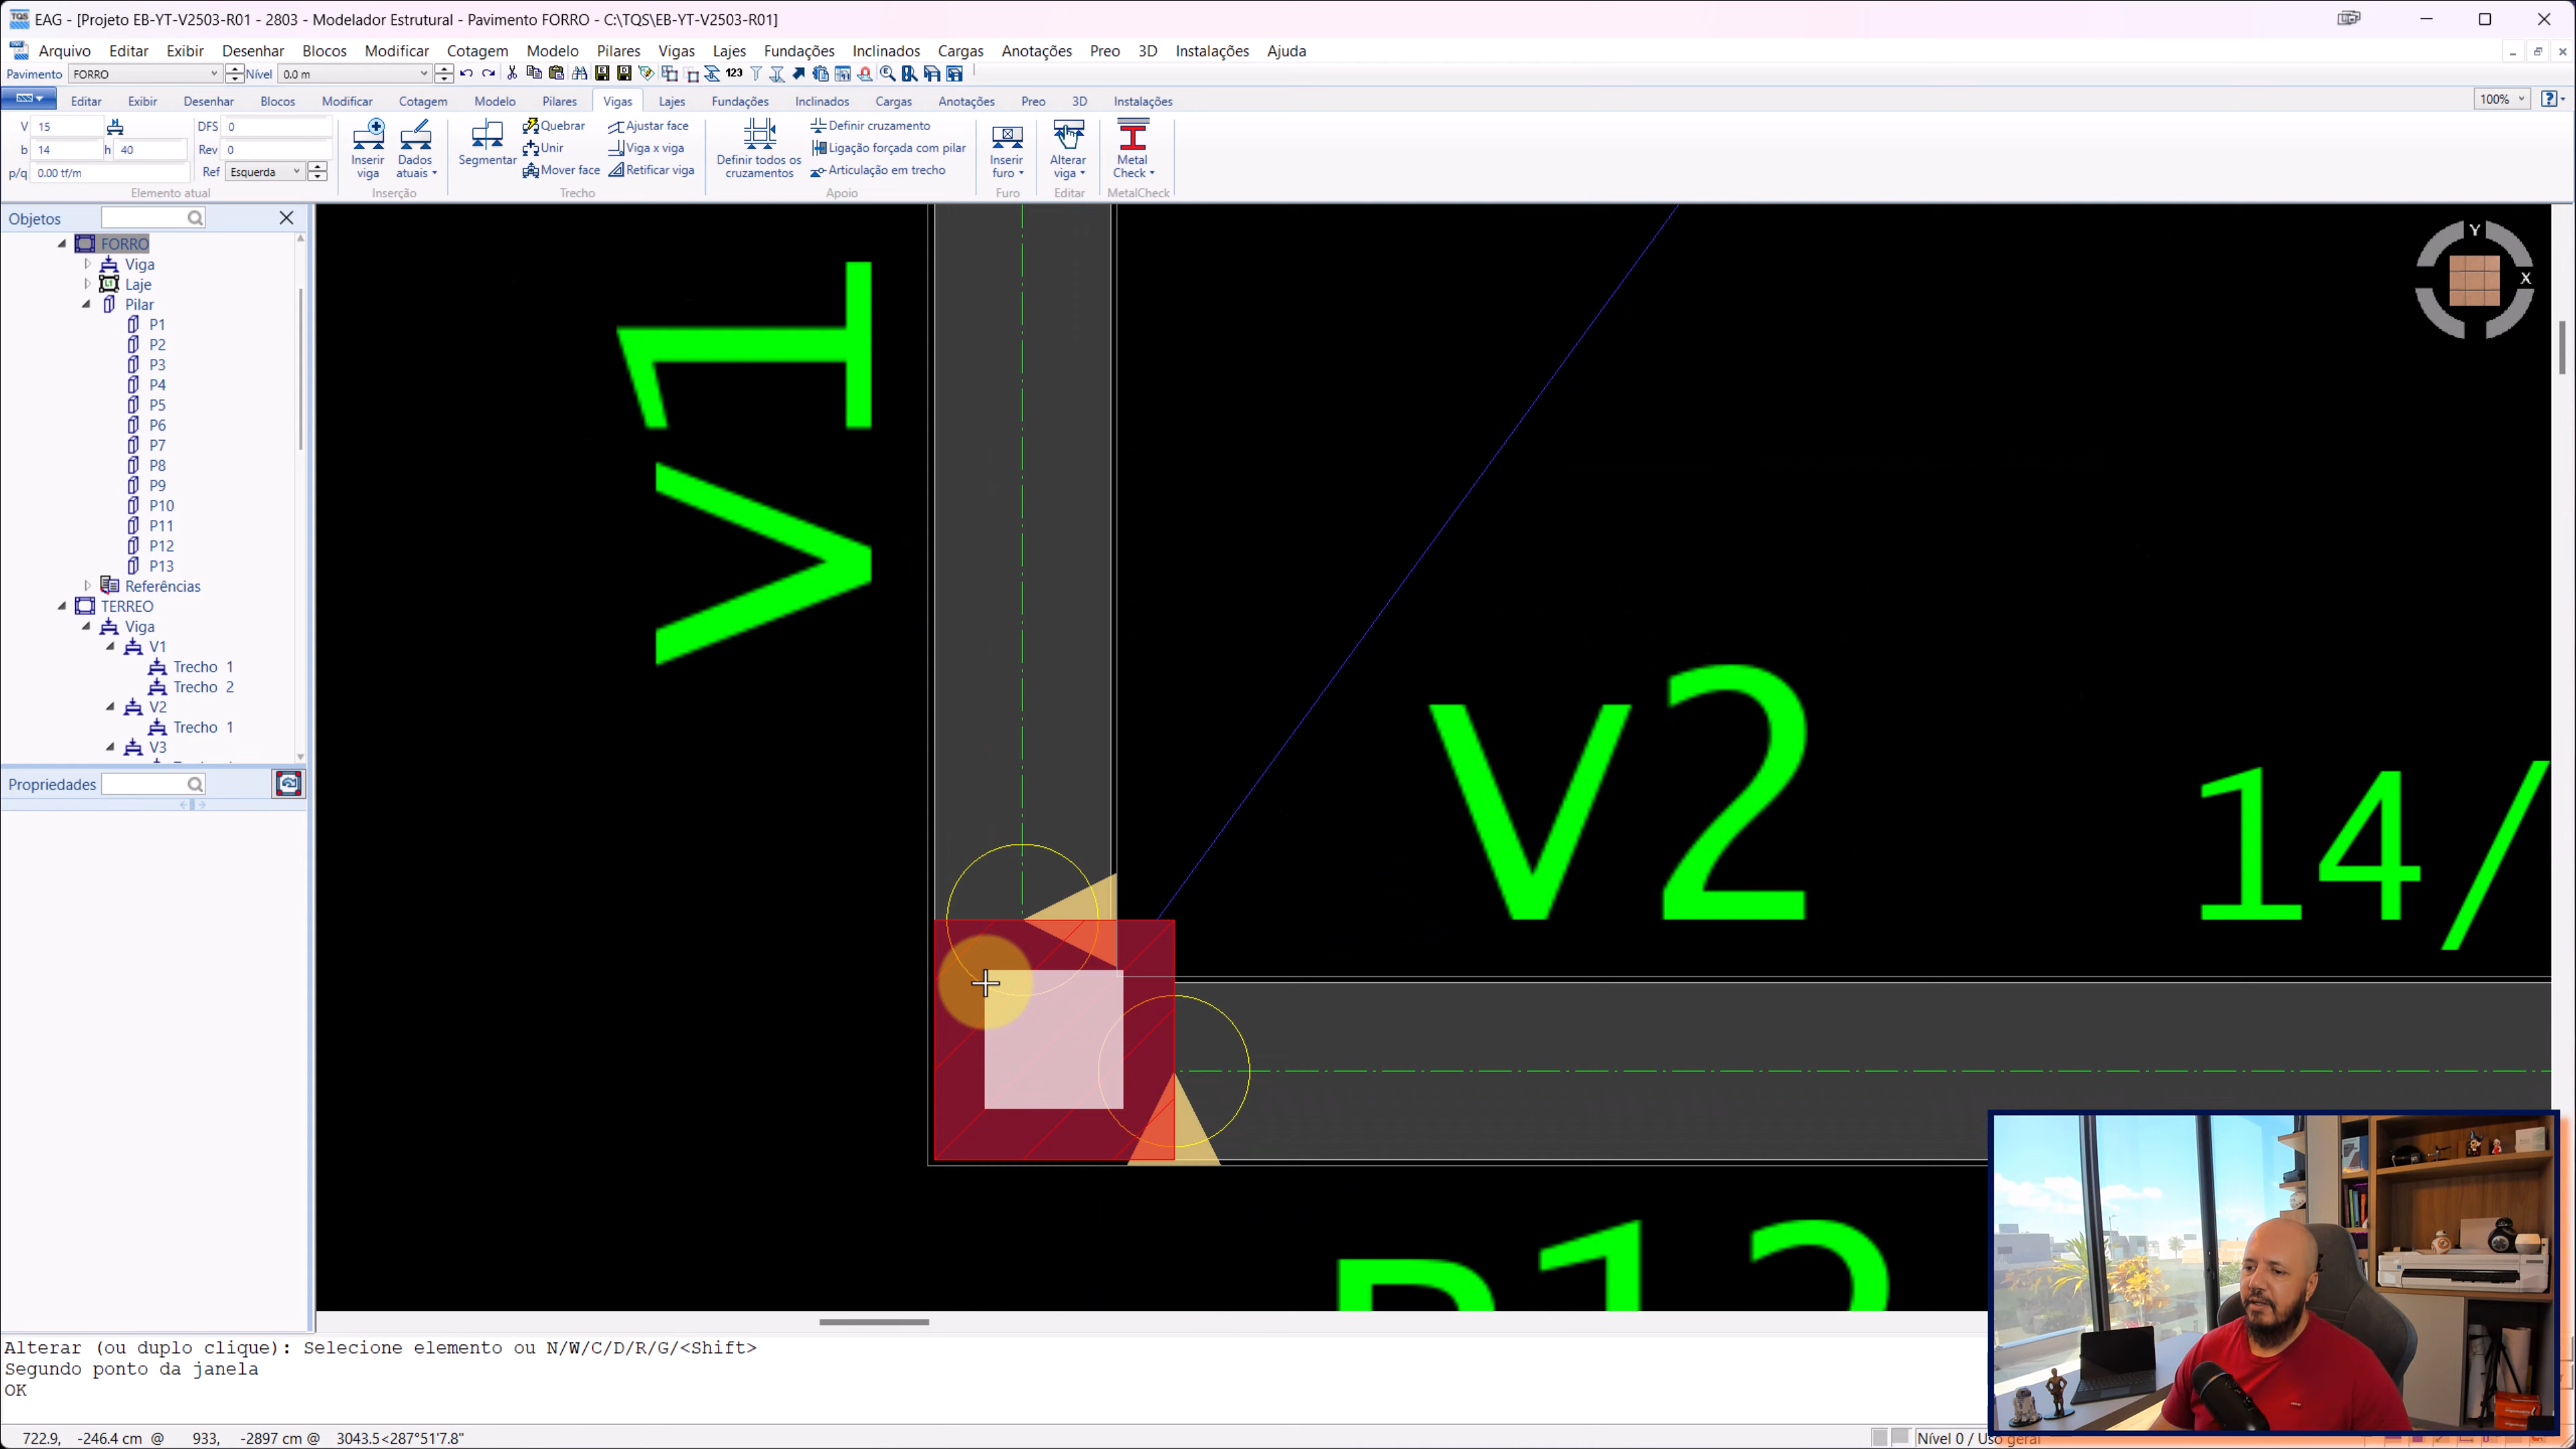 EAG - [Projeto EB-YT-V2503-R01 - 2803 - Modelador Estrutural - Pavimento FORRO - C:\TQS\EB-YT-V2503-R01]
Arquivo Editar Exibir Desenhar Blocos Modificar Cotagem Modelo Pilares Vigas Lajes Fundações Inclinados Cargas Anotações Preo 3D Instalações Ajuda
Pavimento FORRO Nível 0.0 m 123
Editar Exibir Desenhar Blocos Modificar Cotagem Modelo Pilares Vigas Lajes Fundações Inclinados Cargas Anotações Preo 3D Instalações 100%
V 15 DFS 0
b 14 h 40 Rev 0
p/q 0.00 tf/m Ref Esquerda
Elemento atual
Inserir viga
Dados atuais
Inserção
Segmentar
Quebrar
Unir
Mover face
Ajustar face
Viga x viga
Retificar viga
Trecho
Definir todos os cruzamentos
Definir cruzamento
Ligação forçada com pilar
Articulação em trecho
Apoio
Inserir furo
Furo
Alterar viga
Editar
Metal Check
MetalCheck
Objetos
FORRO
Viga
Laje
Pilar
P1
P2
P3
P4
P5
P6
P7
P8
P9
P10
P11
P12
P13
Referências
TERREO
Viga
V1
Trecho 1
Trecho 2
V2
Trecho 1
V3
Propriedades
V1
V2
14/
Y
X
Alterar (ou duplo clique): Selecione elemento ou N/W/C/D/R/G/<Shift>
Segundo ponto da janela
OK
722.9, -246.4 cm @ 933, -2897 cm @ 3043.5<287°51'7.8"
Nível 0 / Uso geral